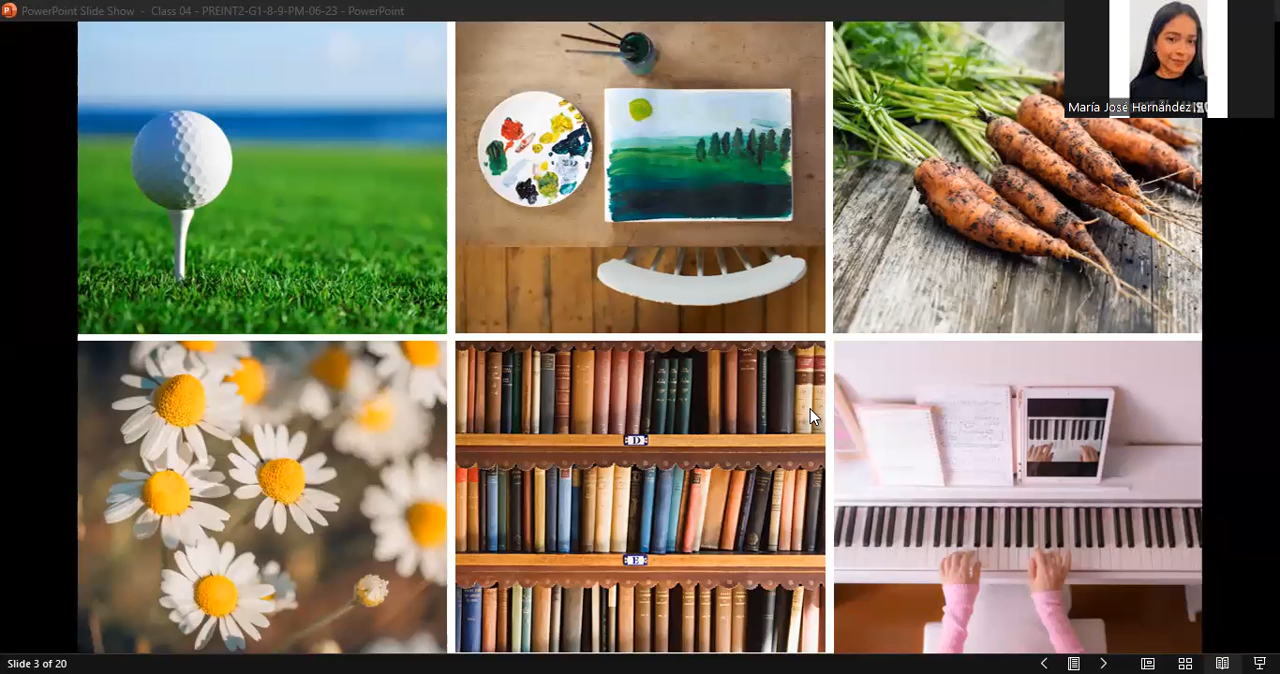 PowerPoint Slide Show - Class 04 - PREINT2-G1-8-9-PM-06-23 - PowerPoint
María José Hernández
D
E
Slide 3 of 20